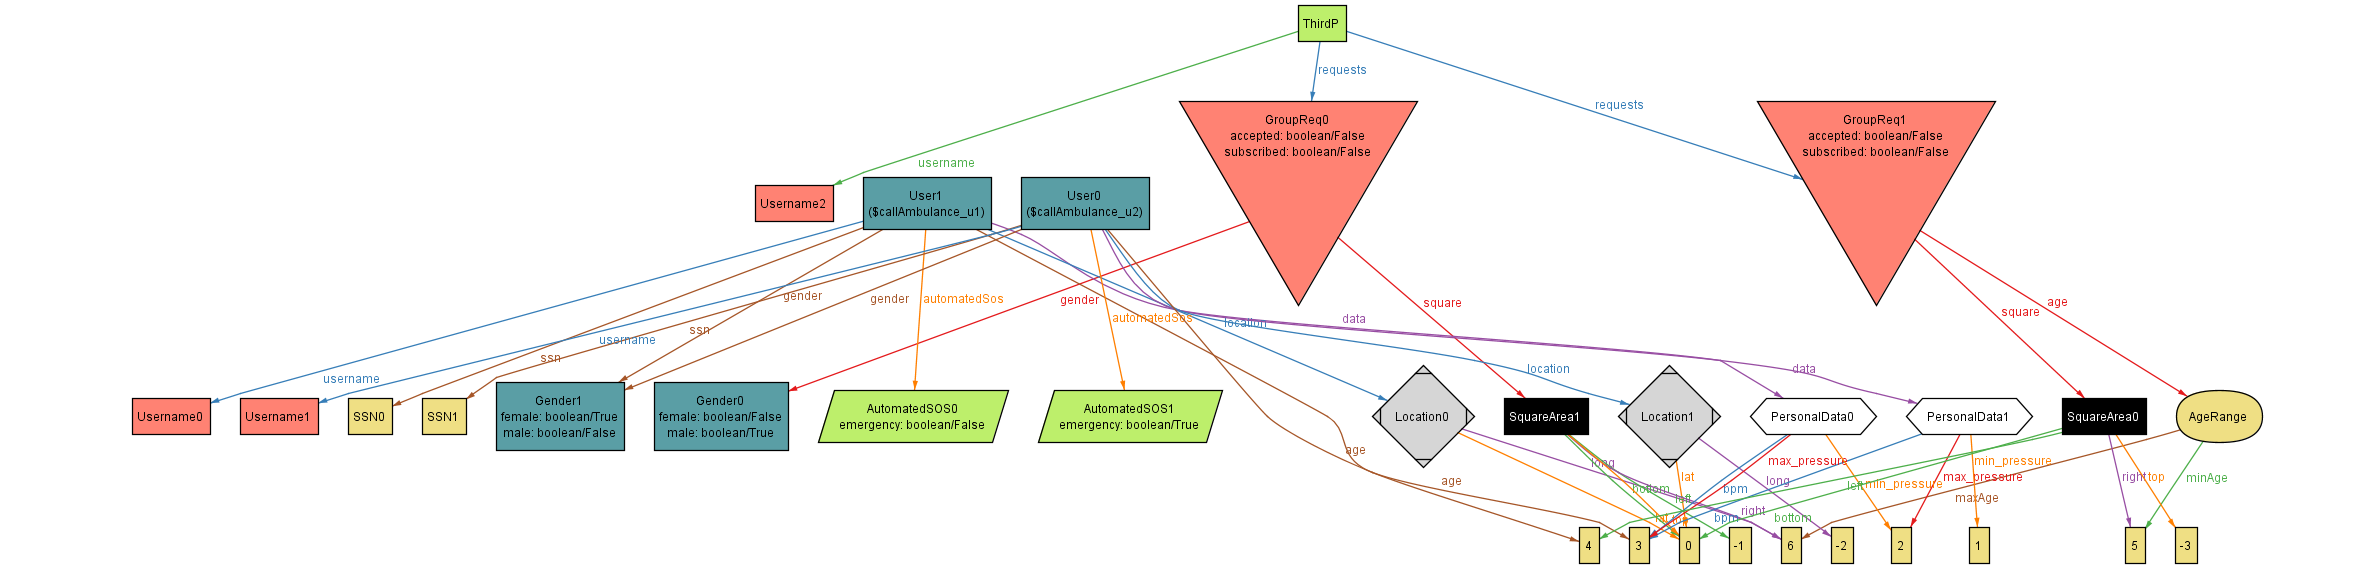 ThirdP
requests
requests
username
GroupReq0
accepted: boolean/False
subscribed: boolean/False
GroupReq1
accepted: boolean/False
subscribed: boolean/False
Username2
User1
($callAmbulance_u1)
User0
($callAmbulance_u2)
gender
gender
automatedSos
gender
square
age
square
automatedSos
location
data
ssn
username
ssn
username
location
data
Username0
Username1
SSN0
SSN1
Gender1
female: boolean/True
male: boolean/False
Gender0
female: boolean/False
male: boolean/True
AutomatedSOS0
emergency: boolean/False
AutomatedSOS1
emergency: boolean/True
Location0
SquareArea1
Location1
PersonalData0
PersonalData1
SquareArea0
AgeRange
age
age
long
lat
max_pressure
min_pressure
long
max_pressure
min_pressure
right
top
minAge
bottom
left
bpm
left
maxAge
lat
top
right
bpm
bottom
4
3
0
-1
6
-2
2
1
5
-3